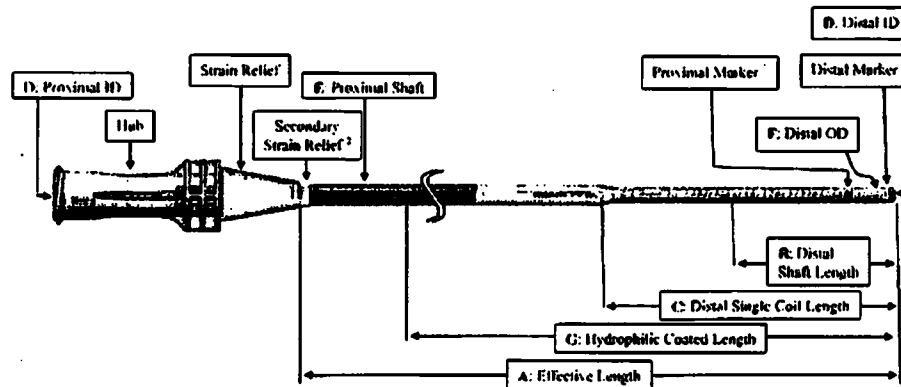 D: Distal ID
Strain Relief
E: Proximal Shaft
Proximal Marker
Distal Marker
D: Proximal ID
Hub
Secondary
Strain Relief 2
F: Distal OD
B: Distal
Shaft Length
C: Distal Single Coil Length
G: Hydrophilic Coated Length
A: Effective Length